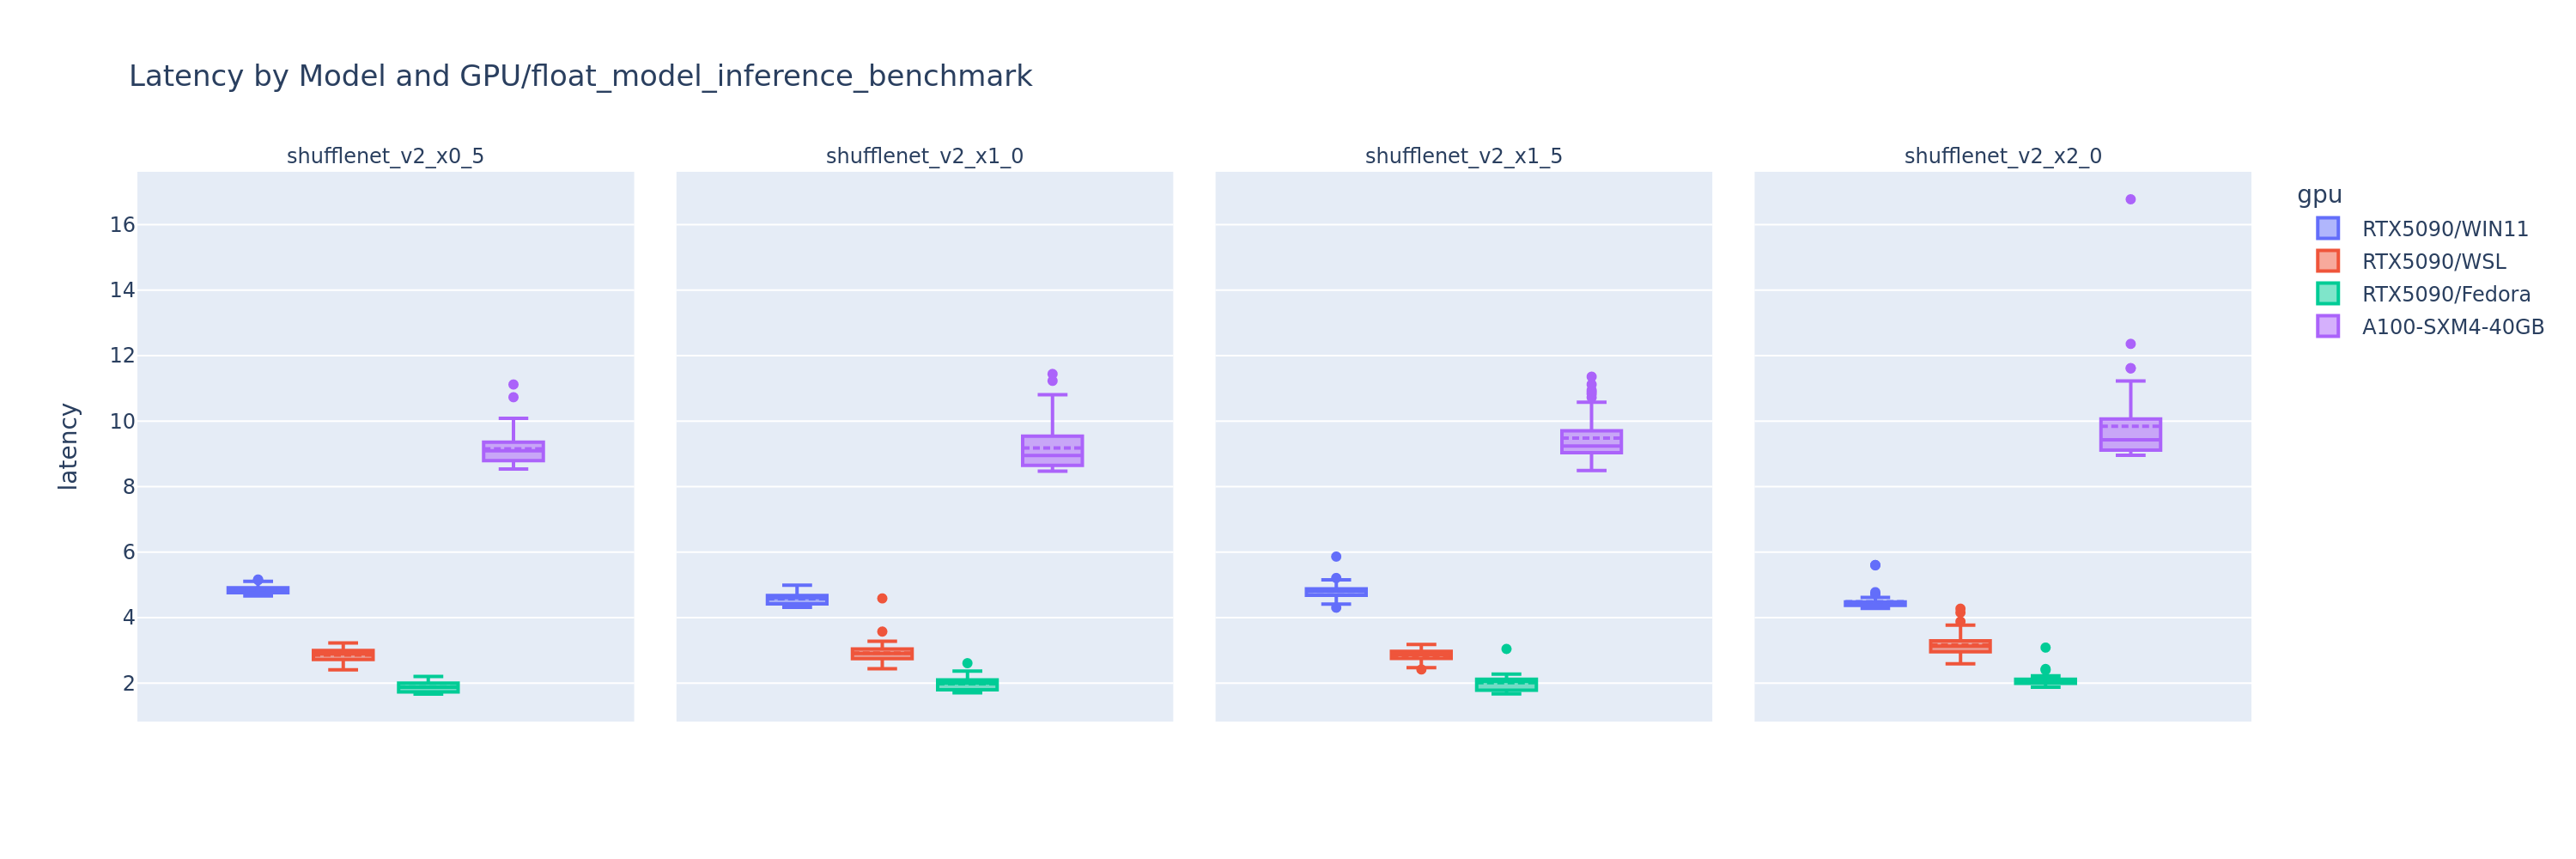 Latency by Model and GPU/float_model_inference_benchmark
shufflenet_v2_x0_5
shufflenet_v2_x1_0
shufflenet_v2_x1_5
shufflenet_v2_x2_0
16
14
12
10
8
6
4
2
latency
gpu
RTX5090/WIN11
RTX5090/WSL
RTX5090/Fedora
A100-SXM4-40GB